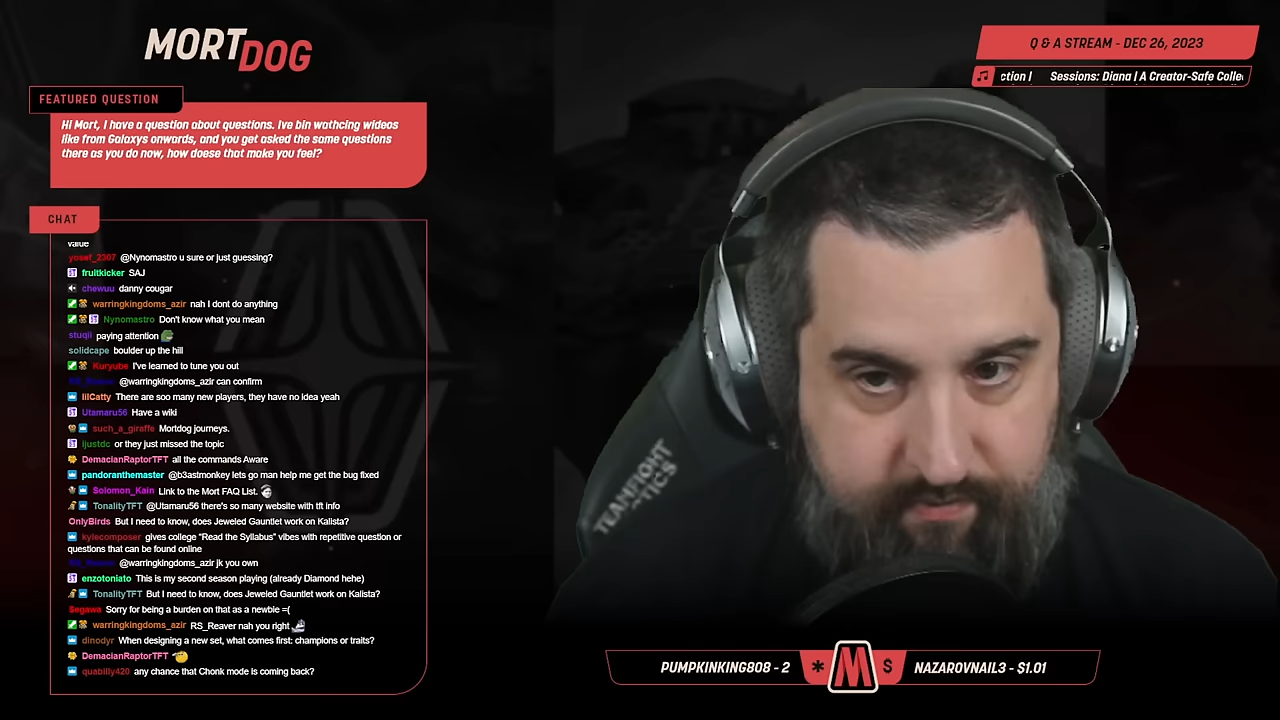 MORTDOG
Q & A STREAM - DEC 26, 2023
ction | Sessions: Diana | A Creator-Safe Colle
FEATURED QUESTION
Hi Mort, I have a question about questions. Ive bin wathcing wideos
like from Galaxys onwards, and you get asked the same questions
there as you do now, how doese that make you feel?
CHAT
value
yosef_2307 @Nynomastro u sure or just guessing?
fruitkicker SAJ
chewuu danny cougar
warringkingdoms_azir nah I dont do anything
Nynomastro Don't know what you mean
stuqii paying attention
solidcape boulder up the hill
Kuryube I've learned to tune you out
RS_Reaver @warringkingdoms_azir can confirm
lilCatty There are soo many new players, they have no idea yeah
Utamaru56 Have a wiki
such_a_giraffe Mortdog journeys.
ijustdc or they just missed the topic
DemacianRaptorTFT all the commands Aware
pandoranthemaster @b3astmonkey lets go man help me get the bug fixed
Solomon_Kain Link to the Mort FAQ List.
TonalityTFT @Utamaru56 there's so many website with tft info
OnlyBirds But I need to know, does Jeweled Gauntlet work on Kalista?
kylecomposer gives college "Read the Syllabus" vibes with repetitive question or
questions that can be found online
RS_Reaver @warringkingdoms_azir jk you own
enzotoniato This is my second season playing (already Diamond hehe)
TonalityTFT But I need to know, does Jeweled Gauntlet work on Kalista?
Segawa Sorry for being a burden on that as a newbie =(
warringkingdoms_azir RS_Reaver nah you right
dinodyr When designing a new set, what comes first: champions or traits?
DemacianRaptorTFT
quabilly420 any chance that Chonk mode is coming back?
TEAMFIGHT
TACTICS
PUMPKINKING808 - 2 * M $ NAZAROVNAIL3 - $1.01